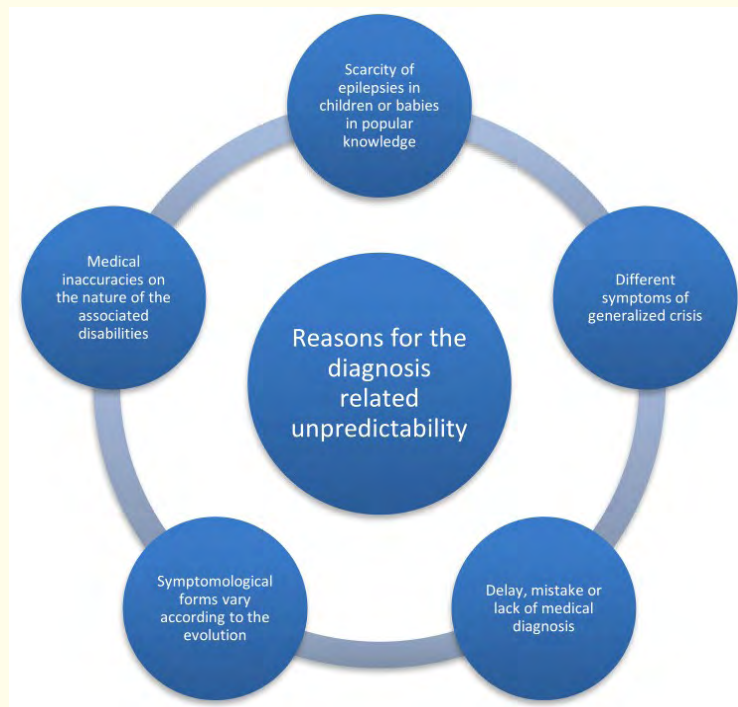 Scarcity of
epilepsies in
children or babies
in popular
knowledge
Different
symptoms of
generalized crisis
Delay, mistake or
lack of medical
diagnosis
Symptomological
forms vary
according to the
evolution
Medical
inaccuracies on
the nature of the
associated
disabilities
Reasons for the
diagnosis
related
unpredictability